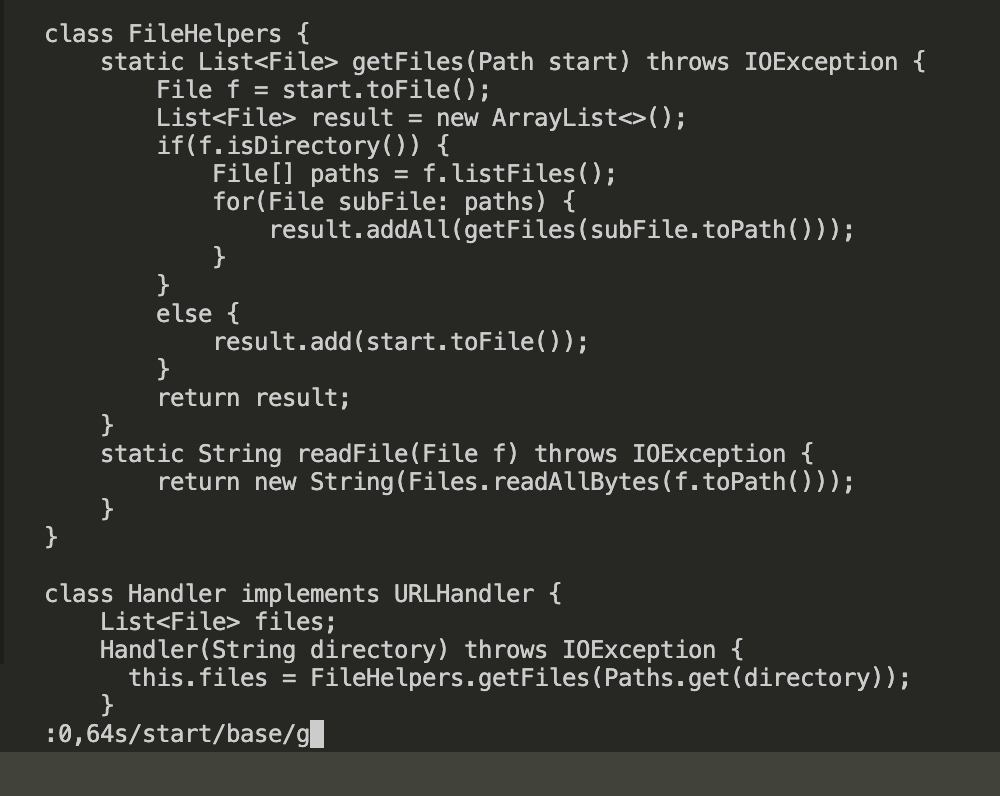 class FileHelpers {
    static List<File> getFiles(Path start) throws IOException {
        File f = start.toFile();
        List<File> result = new ArrayList<>();
        if(f.isDirectory()) {
            File[] paths = f.listFiles();
            for(File subFile: paths) {
                result.addAll(getFiles(subFile.toPath()));
            }
        }
        else {
            result.add(start.toFile());
        }
        return result;
    }
    static String readFile(File f) throws IOException {
        return new String(Files.readAllBytes(f.toPath()));
    }
}

class Handler implements URLHandler {
    List<File> files;
    Handler(String directory) throws IOException {
      this.files = FileHelpers.getFiles(Paths.get(directory));
    }
:0,64s/start/base/g